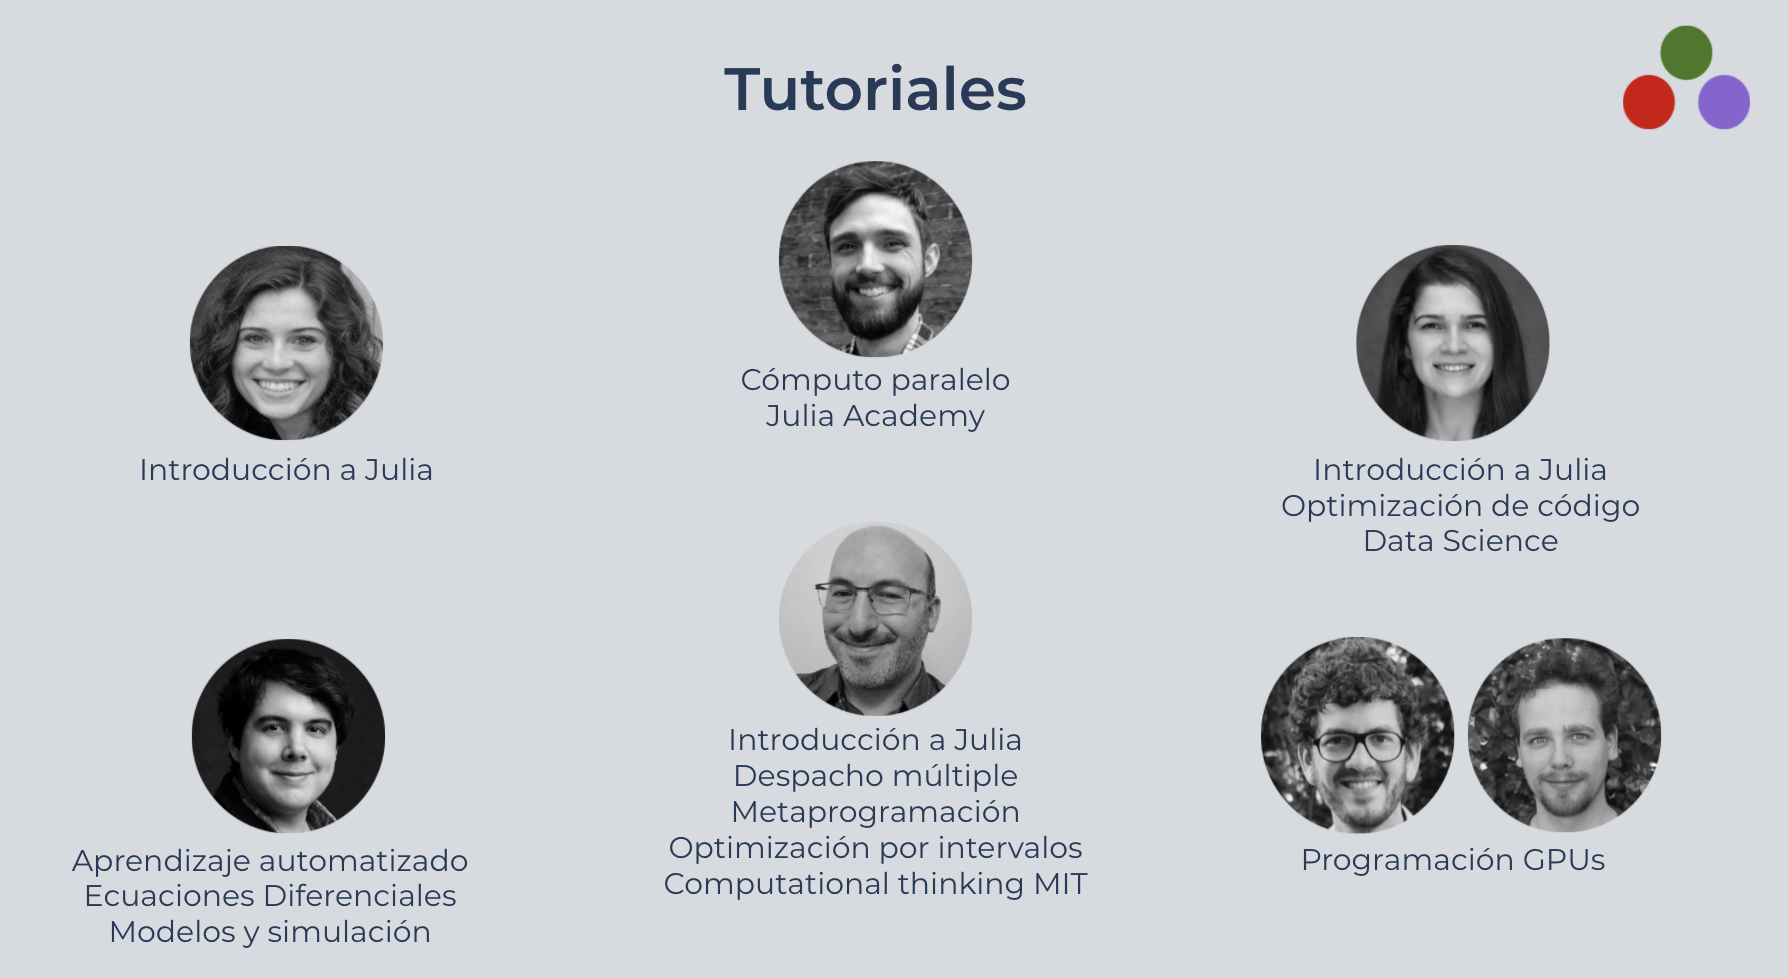 Tutoriales
Cómputo paralelo
Julia Academy
Introducción a Julia
Introducción a Julia
Optimización de código
Data Science
Introducción a Julia
Despacho múltiple
Metaprogramación
Optimización por intervalos
Computational thinking MIT
Aprendizaje automatizado
Ecuaciones Diferenciales
Modelos y simulación
Programación GPUs